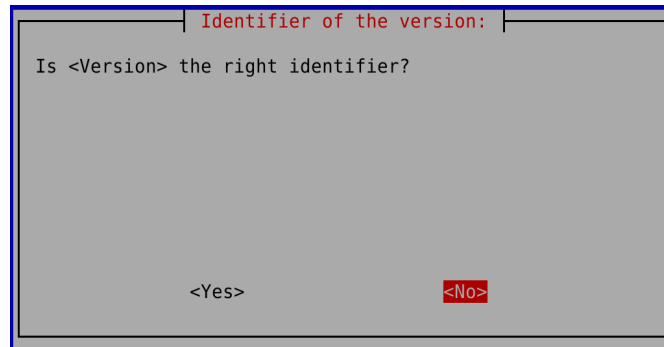 Identifier of the version:
Is <Version> the right identifier?
<Yes> <No>